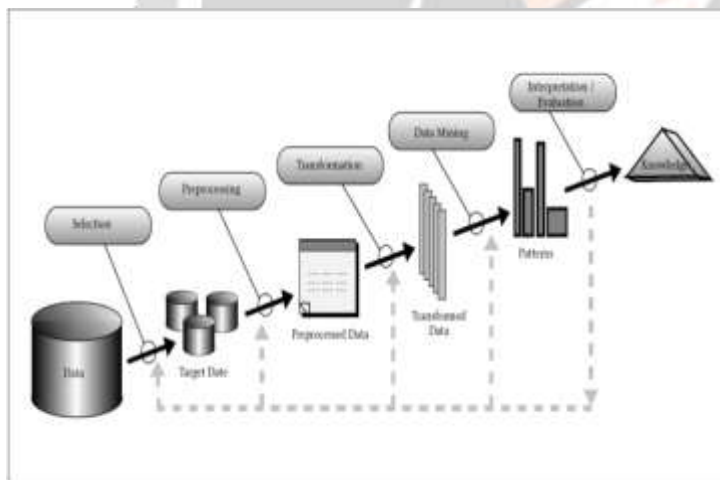 Interpretation /
Evaluation
Data Mining
Knowledge
Transformation
Preprocessing
Patterns
Selection
Transformed
Data
Preprocessed Data
Data
Target Date